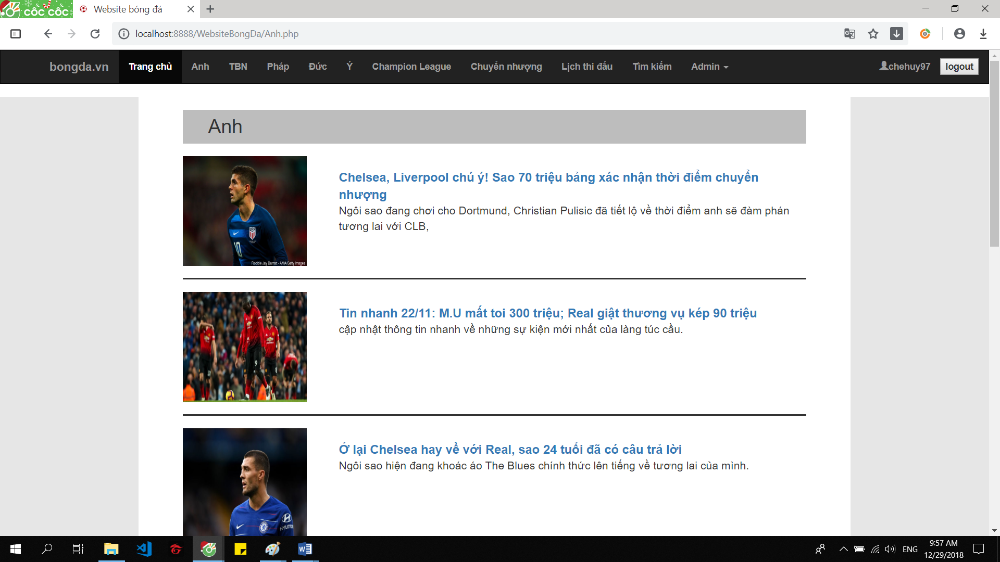 cốc cốc
Website bóng đá
localhost:8888/WebsiteBongDa/Anh.php
bongda.vn Trang chủ Anh TBN Pháp Đức Ý Champion League Chuyển nhượng Lịch thi đấu Tìm kiếm Admin chehuy97 logout
Anh
Chelsea, Liverpool chú ý! Sao 70 triệu bảng xác nhận thời điểm chuyển
nhượng
Ngôi sao đang chơi cho Dortmund, Christian Pulisic đã tiết lộ về thời điểm anh sẽ đàm phán
tương lai với CLB,
10
Robbie Jay Barratt - AMA/Getty Images
Tin nhanh 22/11: M.U mất toi 300 triệu; Real giật thương vụ kép 90 triệu
cập nhật thông tin nhanh về những sự kiện mới nhất của làng túc cầu.
9
Ở lại Chelsea hay về với Real, sao 24 tuổi đã có câu trả lời
Ngôi sao hiện đang khoác áo The Blues chính thức lên tiếng về tương lai của mình.
HYUNDAI
ENG
9:57 AM
12/29/2018